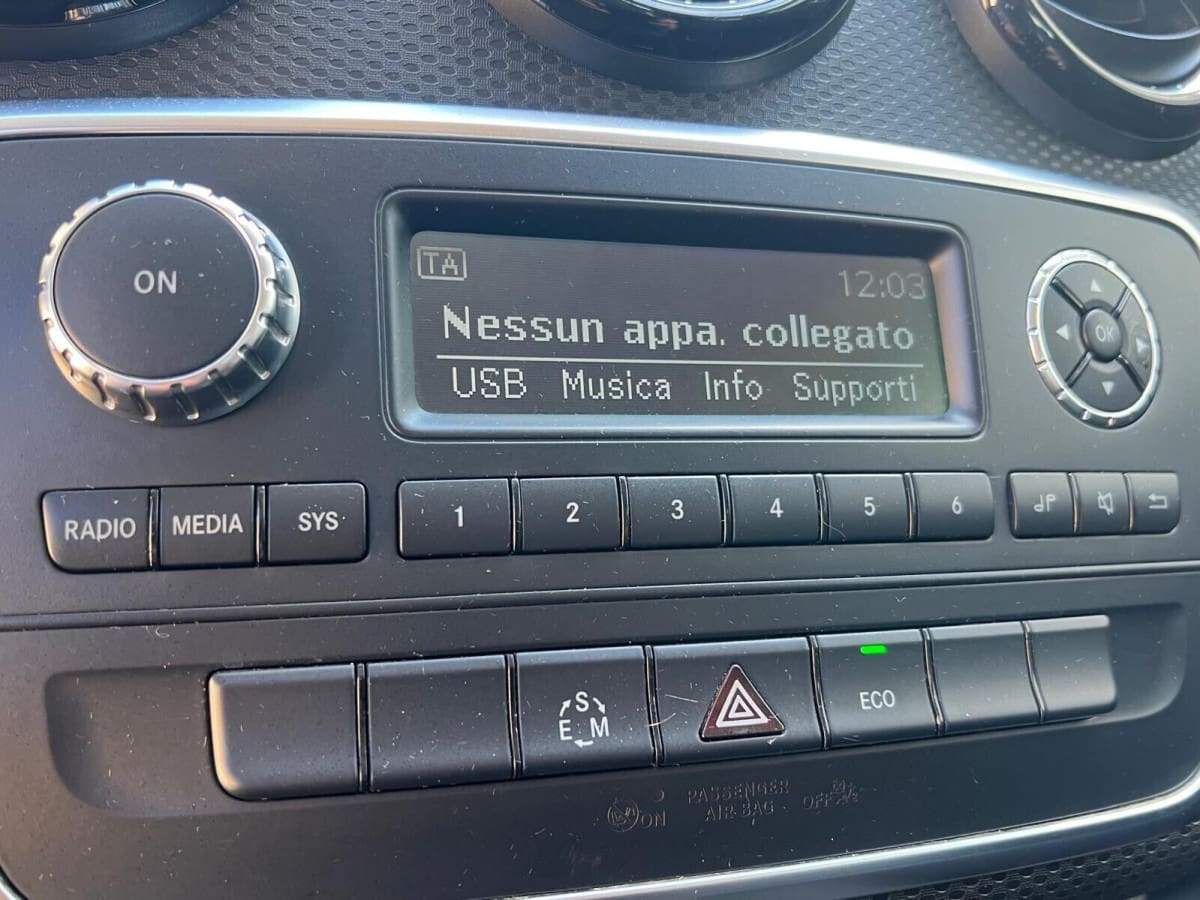 ON
TA
12:03
Nessun appa. collegato
USB Musica Info Supporti
RADIO MEDIA SYS 1 2 3 4 5 6
OK
S
E M
ECO
PASSENGER
AIR BAG
ON
OFF